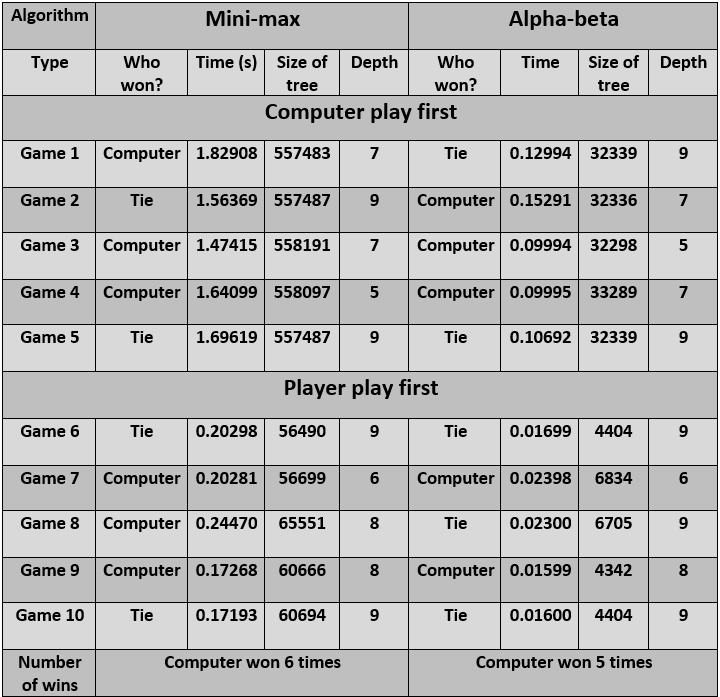 Algorithm Mini-max Alpha-beta
Type Who won? Time (s) Size of tree Depth Who won? Time Size of tree Depth
Computer play first
Game 1 Computer 1.82908 557483 7 Tie 0.12994 32339 9
Game 2 Tie 1.56369 557487 9 Computer 0.15291 32336 7
Game 3 Computer 1.47415 558191 7 Computer 0.09994 32298 5
Game 4 Computer 1.64099 558097 5 Computer 0.09995 33289 7
Game 5 Tie 1.69619 557487 9 Tie 0.10692 32339 9
Player play first
Game 6 Tie 0.20298 56490 9 Tie 0.01699 4404 9
Game 7 Computer 0.20281 56699 6 Computer 0.02398 6834 6
Game 8 Computer 0.24470 65551 8 Tie 0.02300 6705 9
Game 9 Computer 0.17268 60666 8 Computer 0.01599 4342 8
Game 10 Tie 0.17193 60694 9 Tie 0.01600 4404 9
Number of wins Computer won 6 times Computer won 5 times